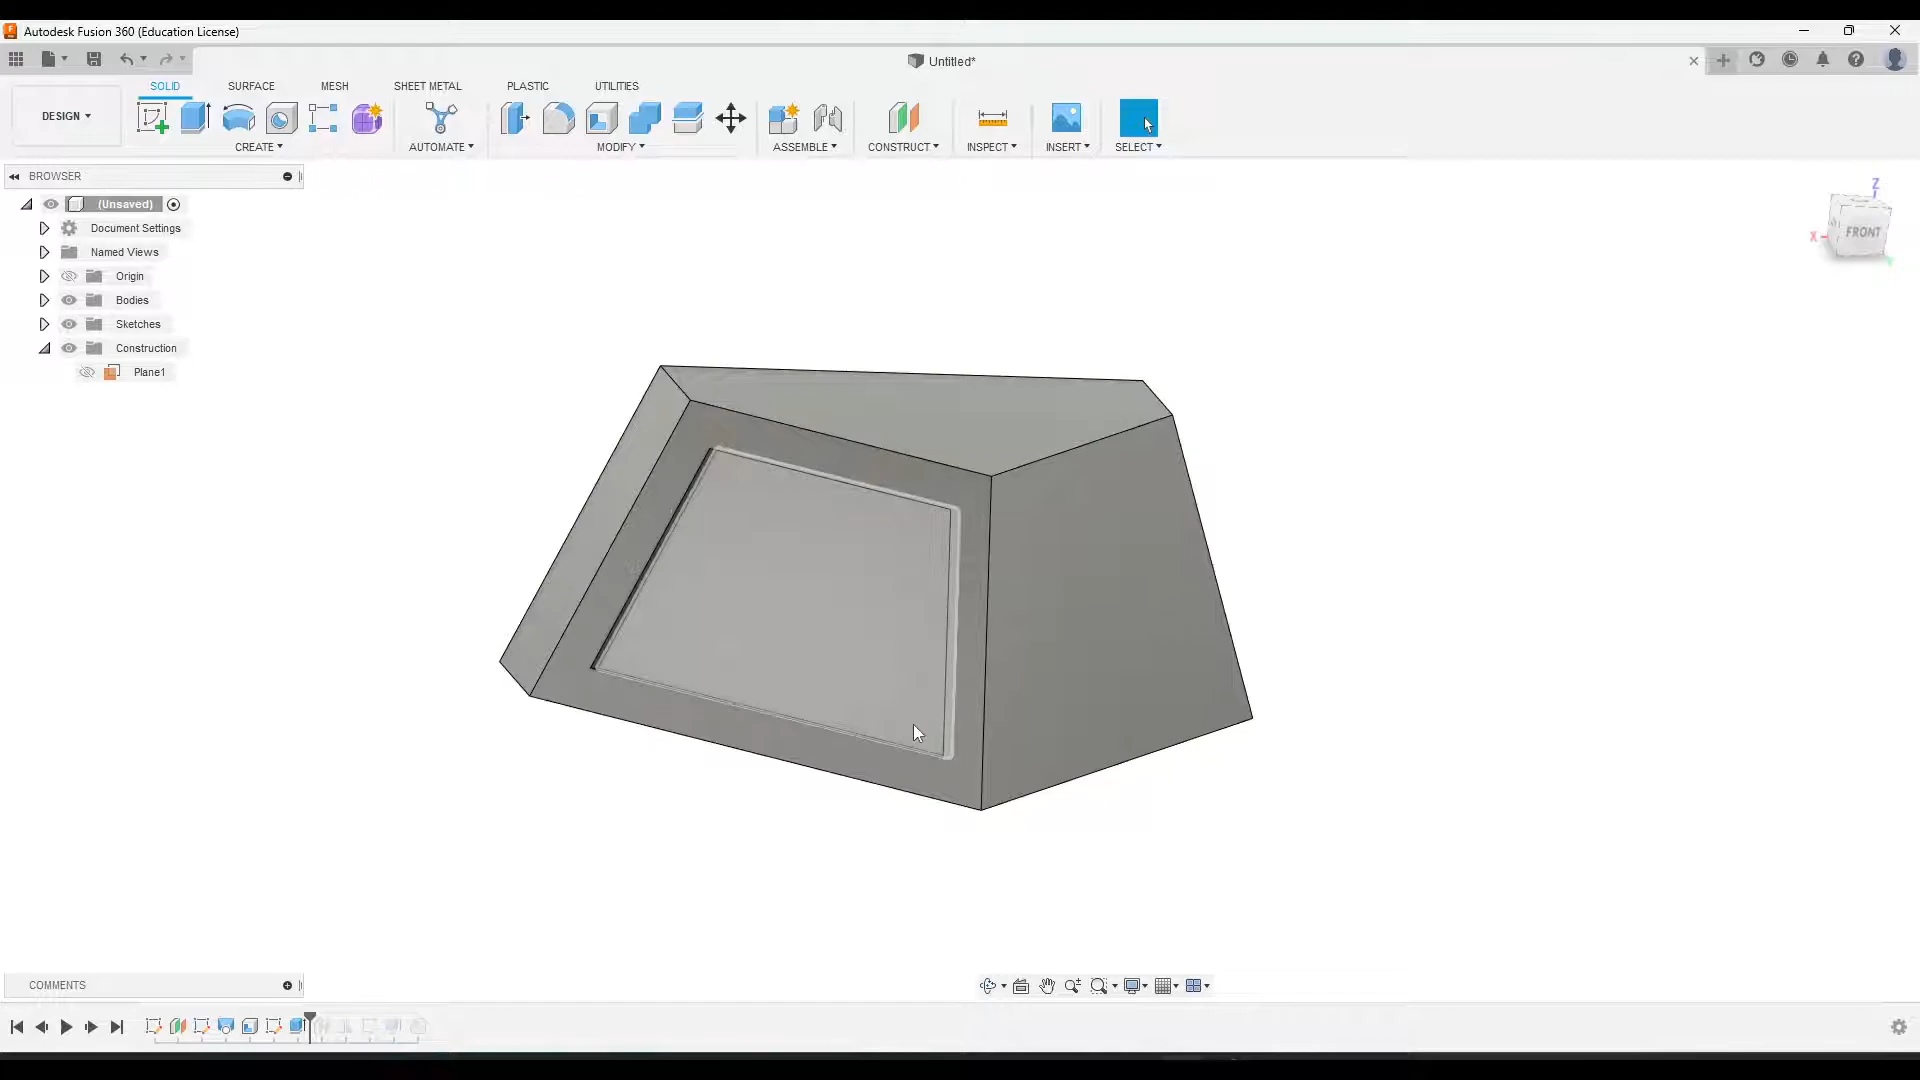 Autodesk Fusion 360 (Education License)
Untitled*
SOLID SURFACE MESH SHEET METAL PLASTIC UTILITIES
DESIGN
CREATE AUTOMATE MODIFY ASSEMBLE CONSTRUCT INSPECT INSERT SELECT
BROWSER
(Unsaved)
Document Settings
Named Views
Origin
Bodies
Sketches
Construction
Plane1
Z
X
FRONT
COMMENTS